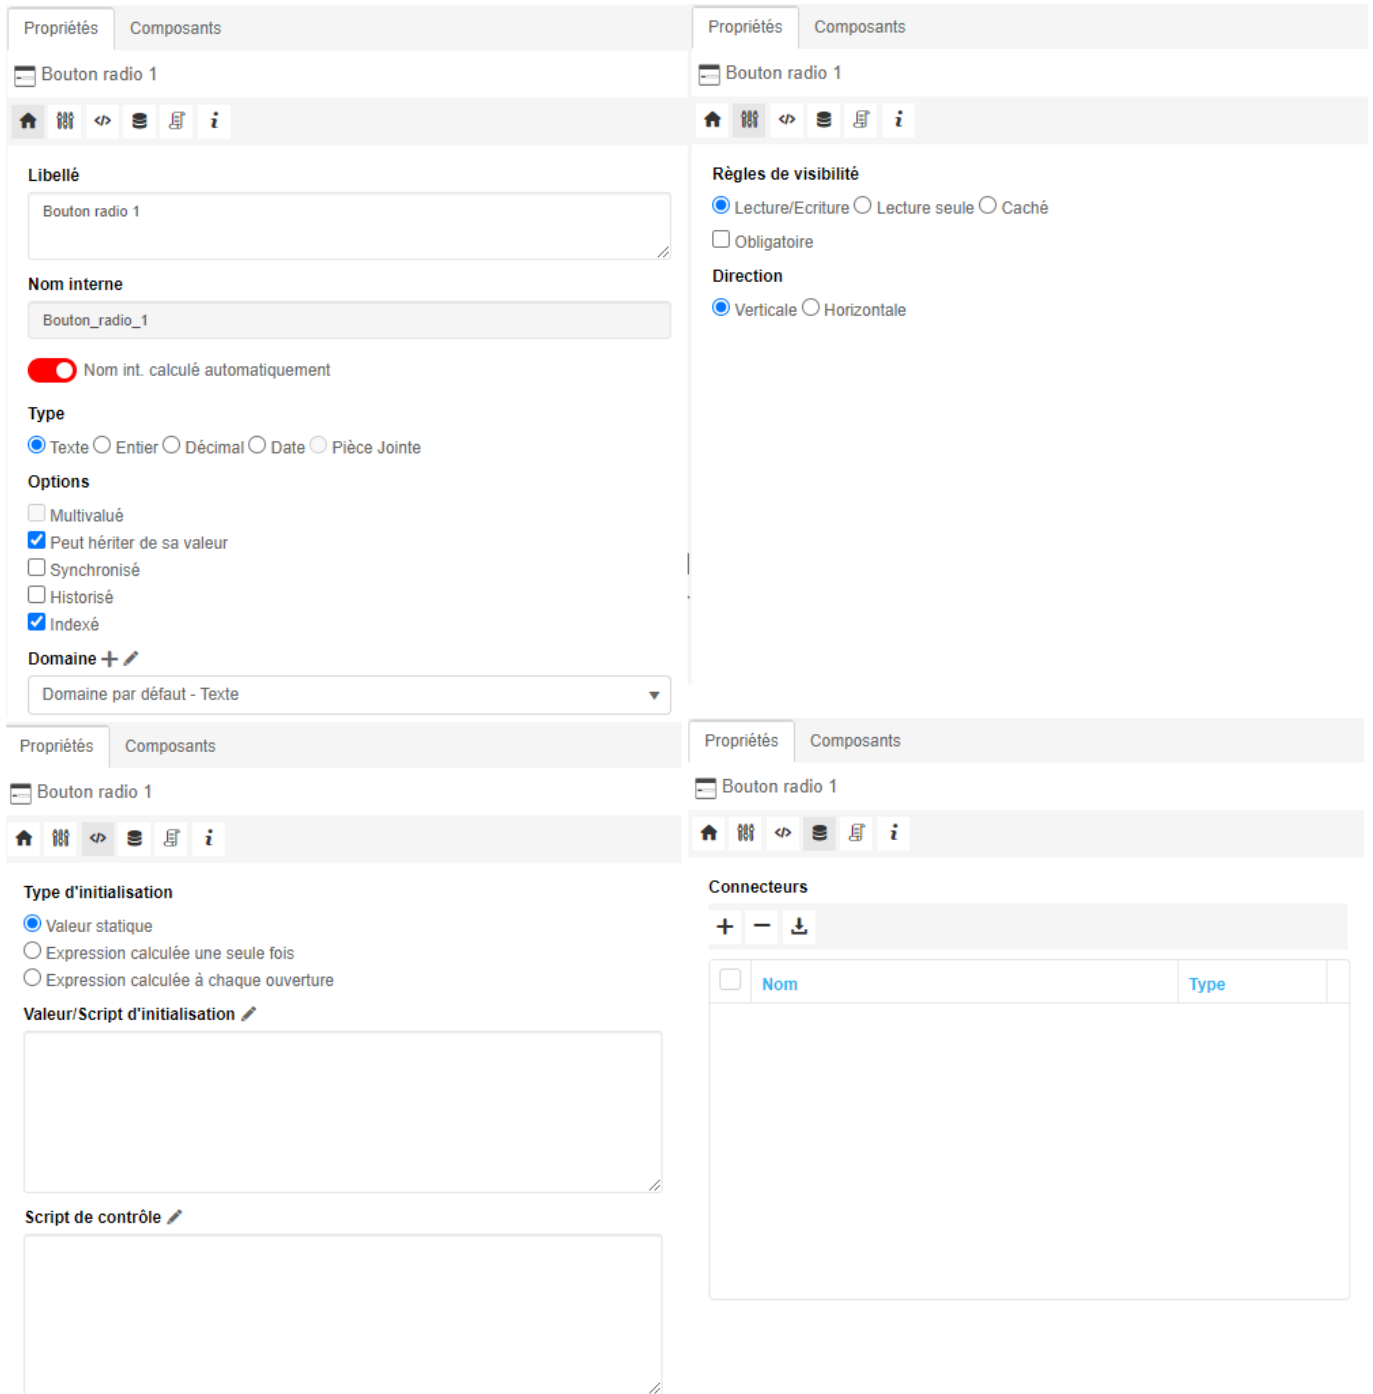 Propriétés Composants
Bouton radio 1
Libellé
Bouton radio 1
Nom interne
Bouton_radio_1
Nom int. calculé automatiquement
Type
Texte Entier Décimal Date Pièce Jointe
Options
Multivalué
Peut hériter de sa valeur
Synchronisé
Historisé
Indexé
Domaine
Domaine par défaut - Texte
Propriétés Composants
Bouton radio 1
Règles de visibilité
Lecture/Ecriture Lecture seule Caché
Obligatoire
Direction
Verticale Horizontale
Propriétés Composants
Bouton radio 1
Type d'initialisation
Valeur statique
Expression calculée une seule fois
Expression calculée à chaque ouverture
Valeur/Script d'initialisation
Script de contrôle
Propriétés Composants
Bouton radio 1
Connecteurs
Nom Type